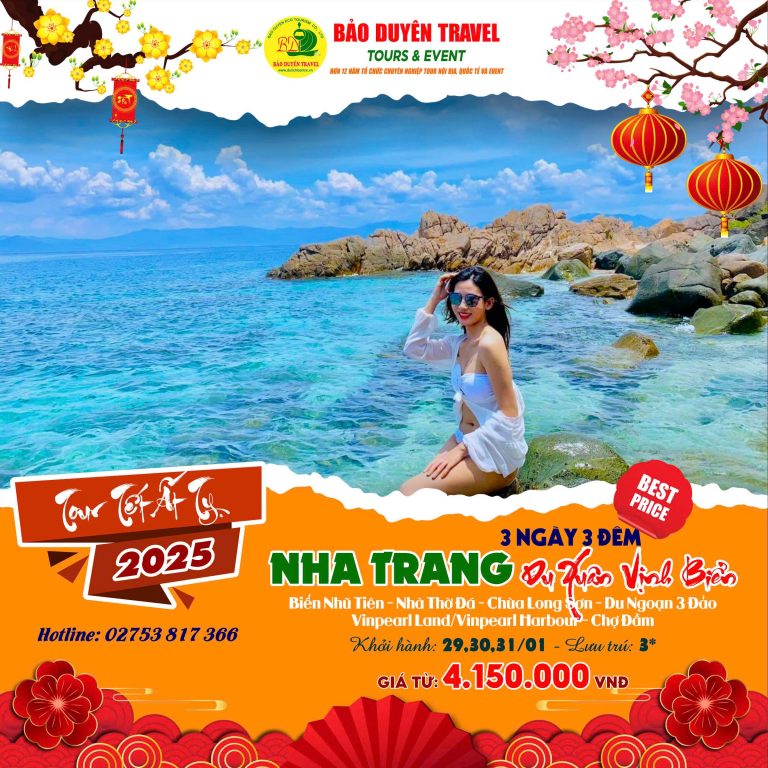 BẢO DUYÊN TRAVEL
TOURS & EVENT
HƠN 12 NĂM TỔ CHỨC CHUYÊN NGHIỆP TOUR NỘI ĐỊA, QUỐC TẾ VÀ EVENT
BẢO DUYÊN TRAVEL
Tour Tết Ất Tỵ
2025
Hotline: 02753 817 366
BEST PRICE
3 NGÀY 3 ĐÊM
NHA TRANG Du Xuân Vịnh Biển
Biển Nhũ Tiên - Nhà Thờ Đá - Chùa Long Sơn - Du Ngoạn 3 Đảo
Vinpearl Land/Vinpearl Harbour - Chợ Đầm
Khởi hành: 29,30,31/01 - Lưu trú: 3*
GIÁ TỪ: 4.150.000 VNĐ